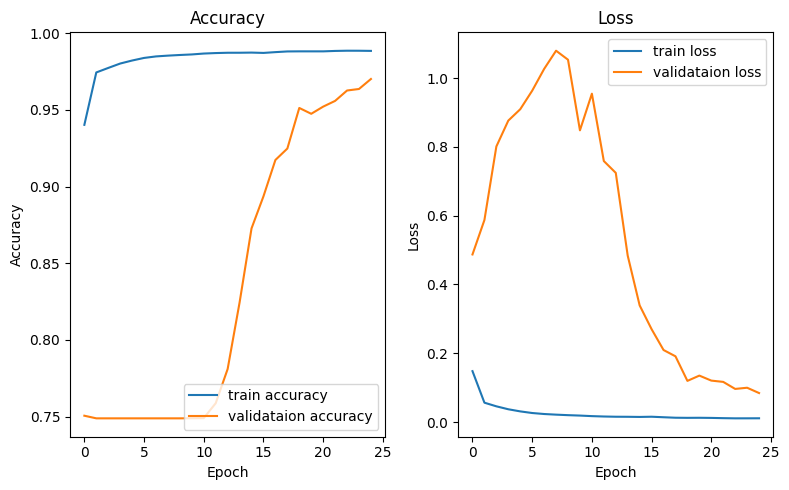 Accuracy
1.00
0.95
0.90
0.85
0.80
0.75
Accuracy
train accuracy
validataion accuracy
0
5
10
15
20
25
Epoch
Loss
1.0
0.8
0.6
0.4
0.2
0.0
Loss
train loss
validataion loss
0
5
10
15
20
25
Epoch